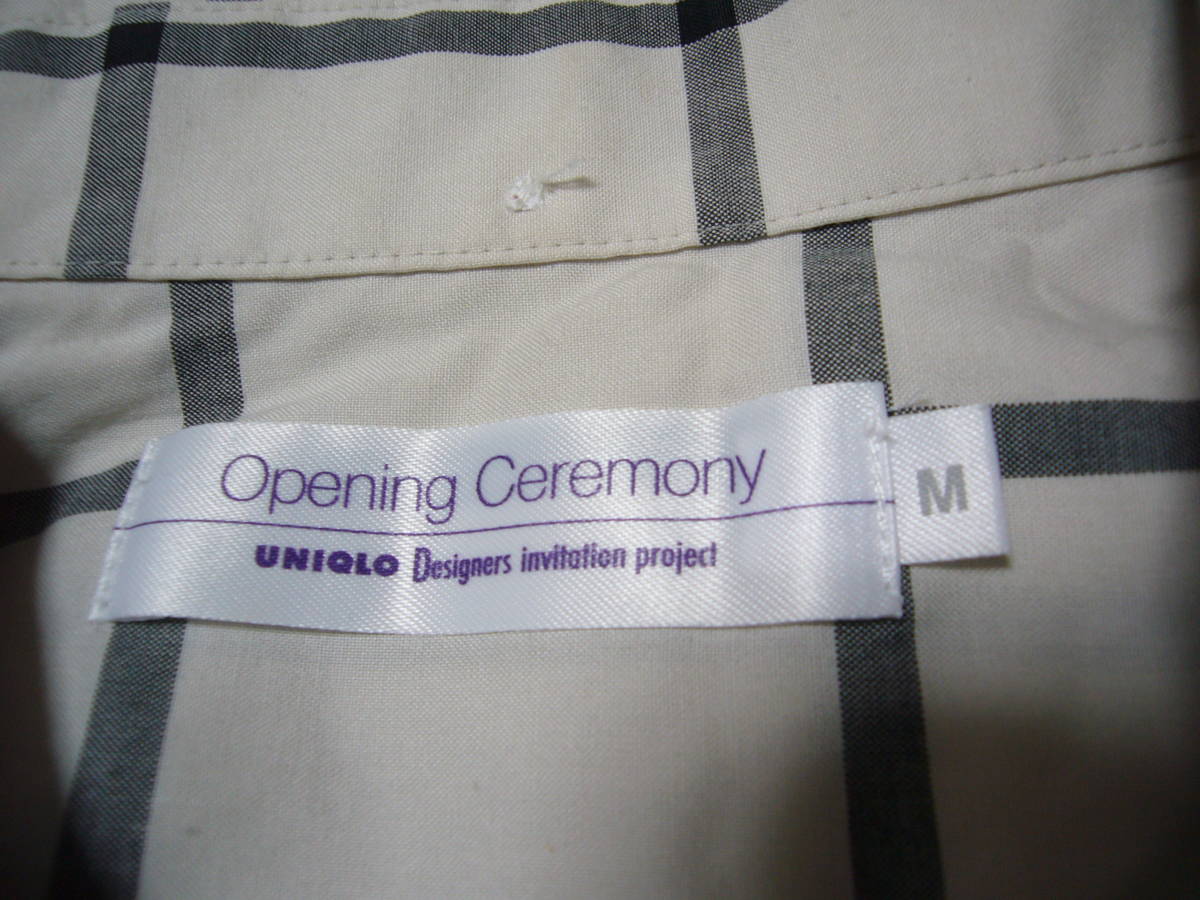 Opening Ceremony
UNIQLO Designers invitation project
M